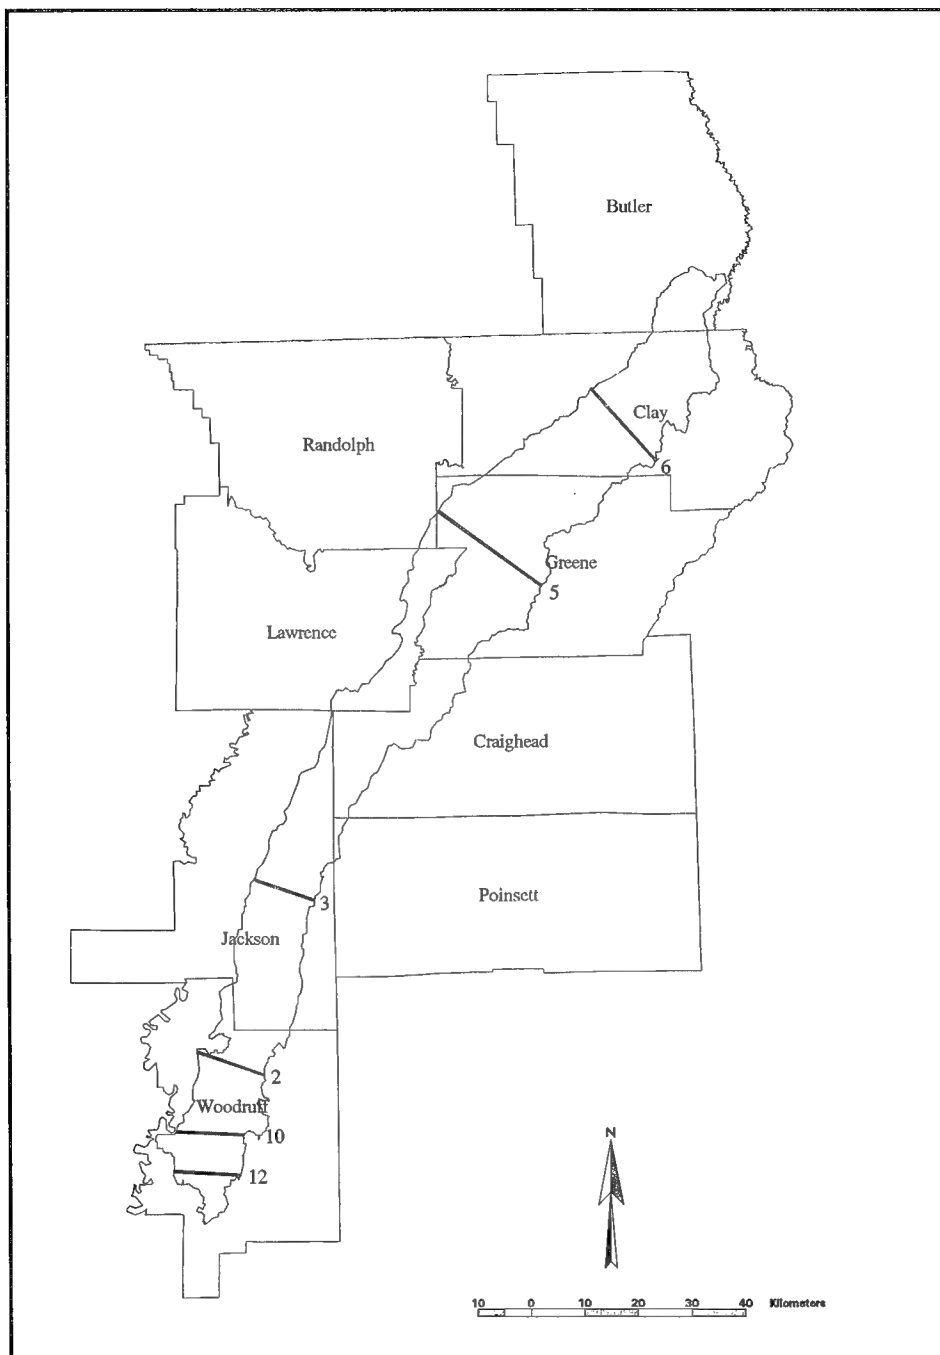 Butler
Clay
Randolph
6
Greene
5
Lawrence
Craighead
Poinsett
3
Jackson
2
Woodruff
10
12
N
10 0 10 20 30 40 Kilometers